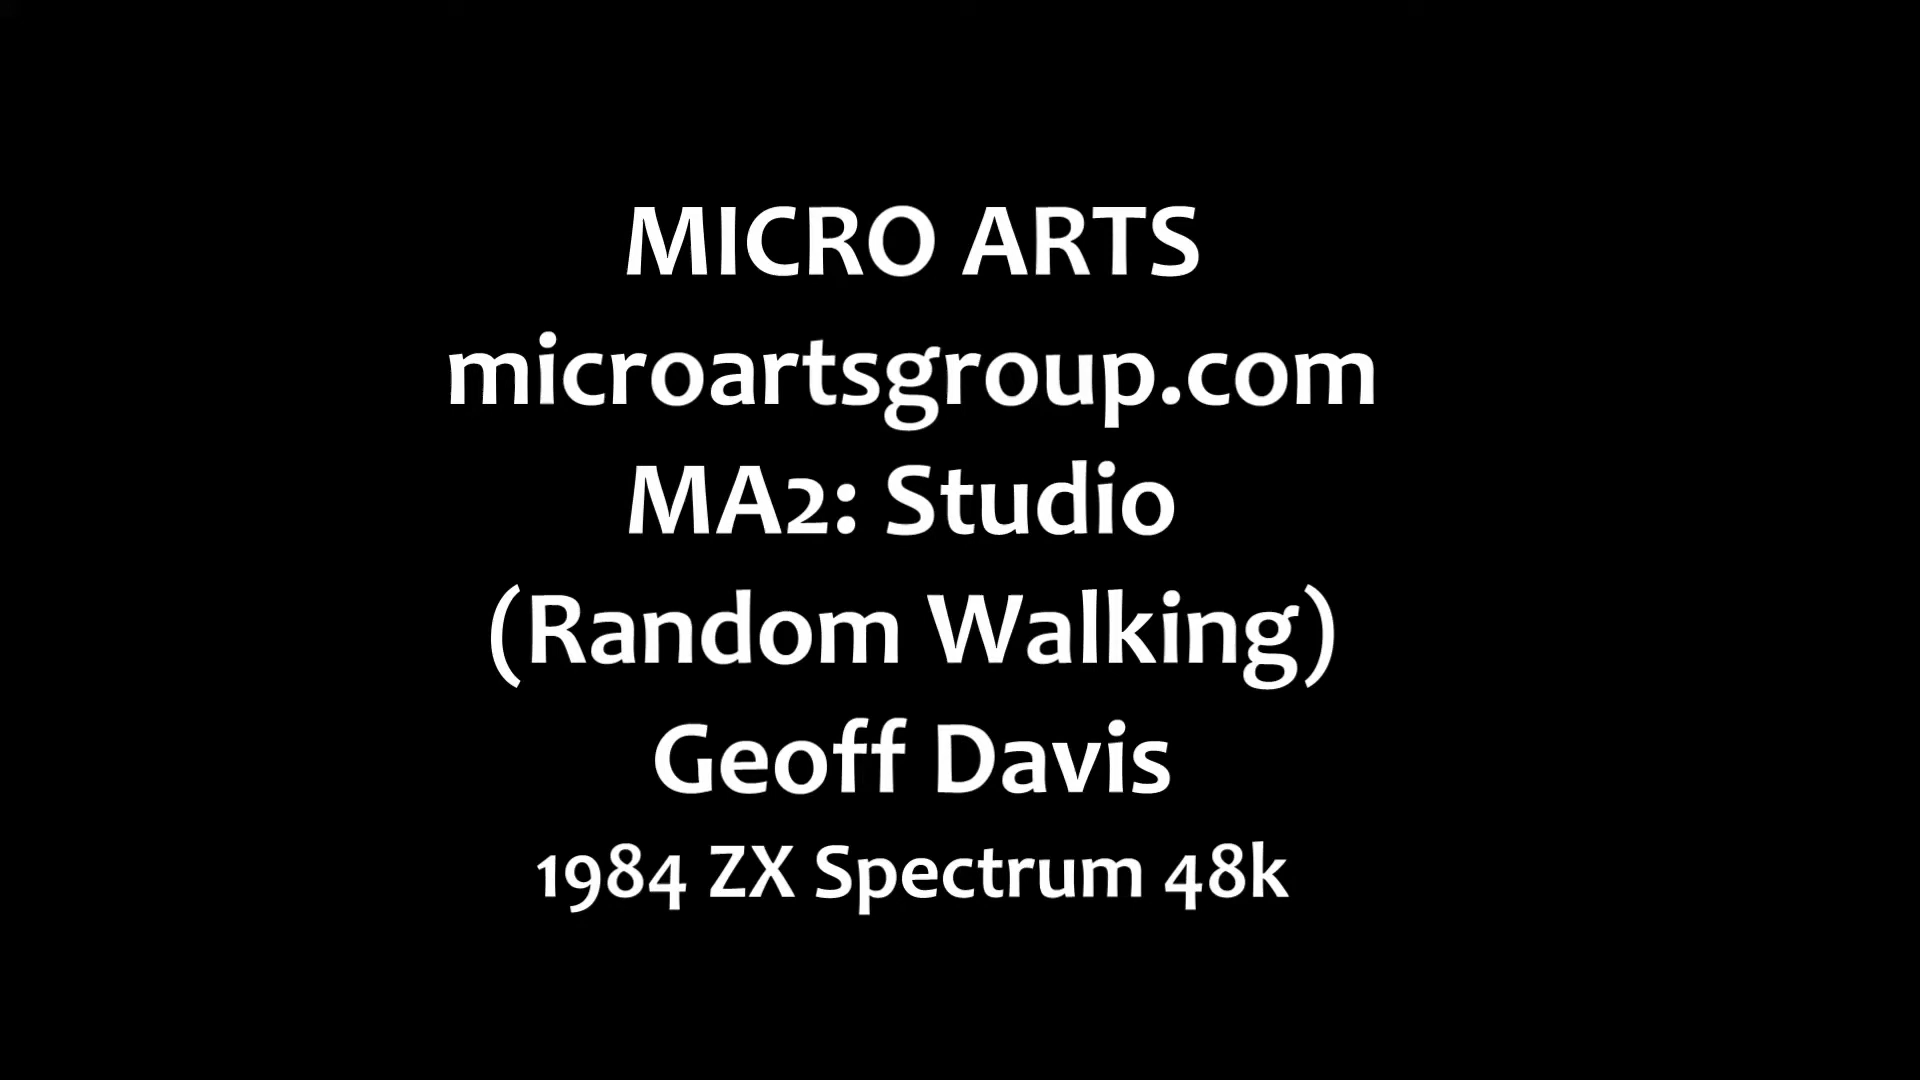 MICRO ARTS
microartsgroup.com
MA2: Studio
(Random Walking)
Geoff Davis
1984 ZX Spectrum 48k